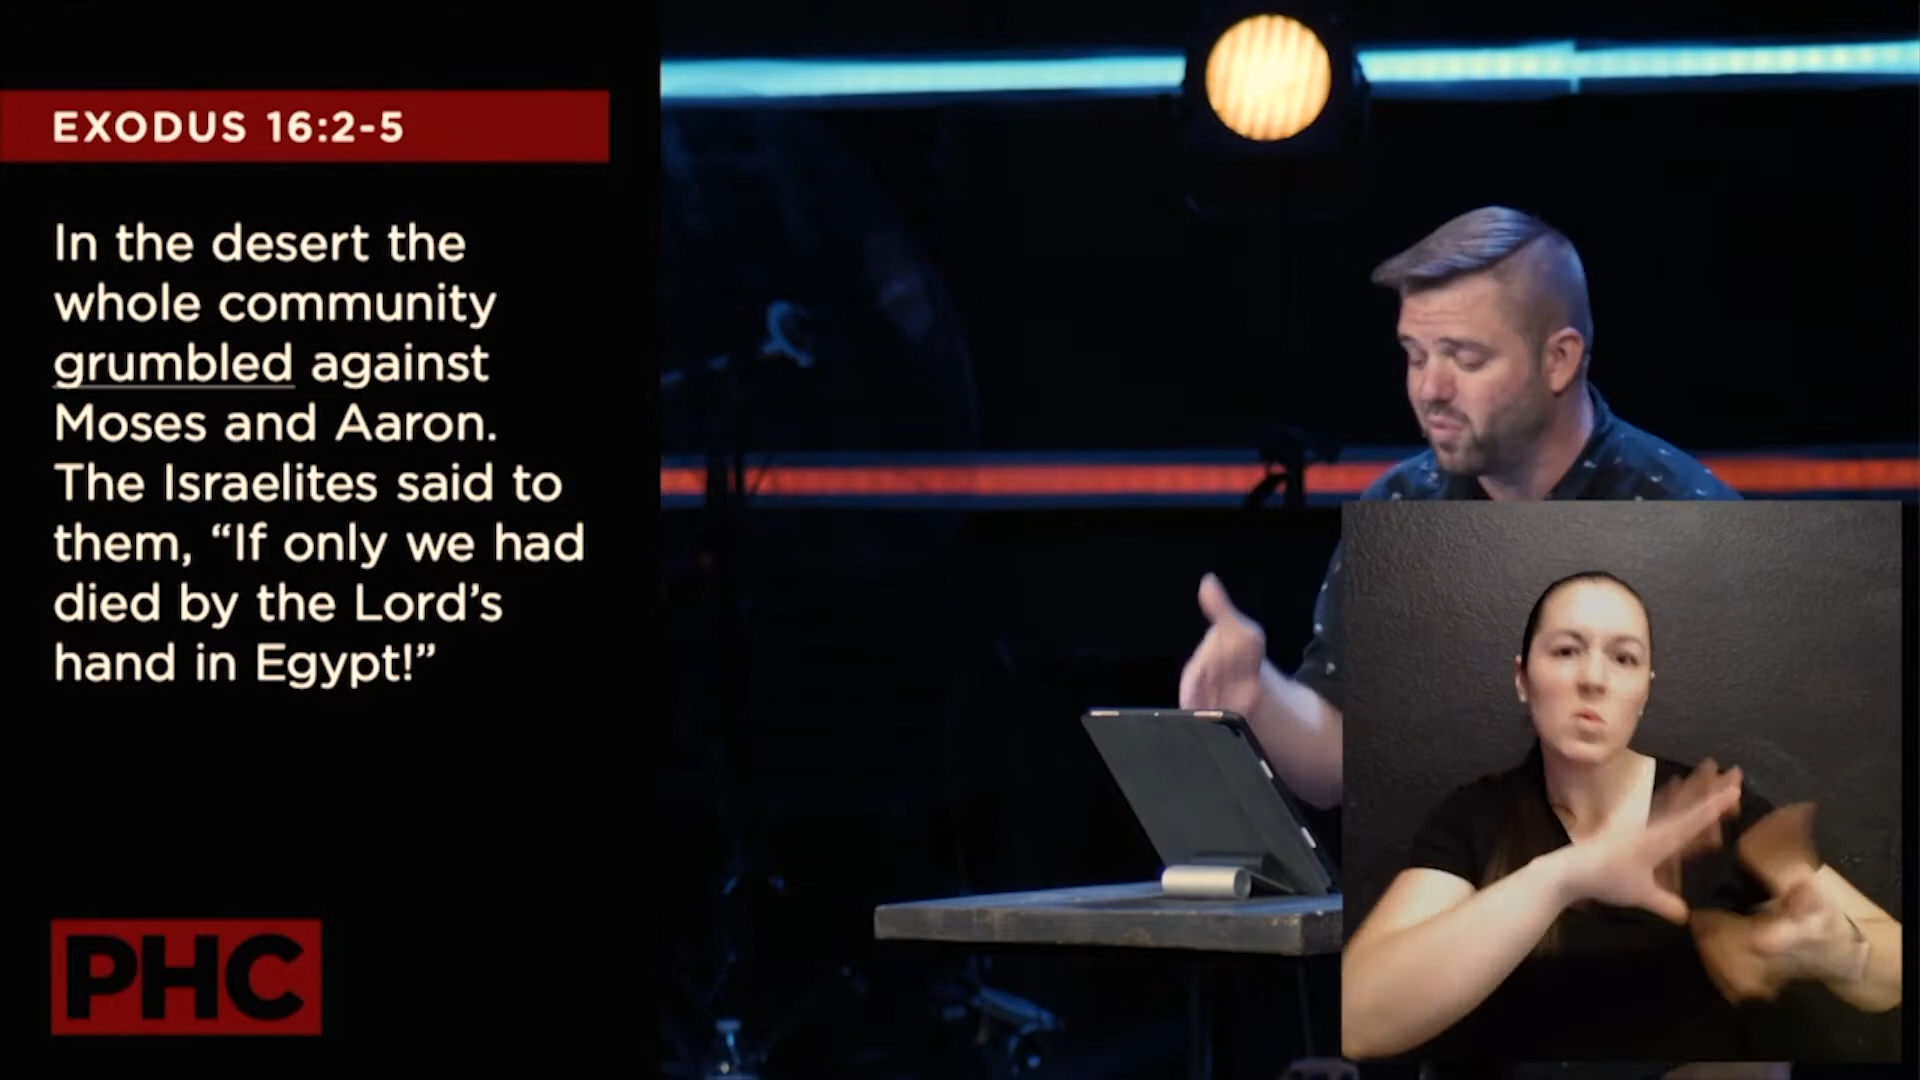 EXODUS 16:2-5
In the desert the
whole community
grumbled against
Moses and Aaron.
The Israelites said to
them, “If only we had
died by the Lord’s
hand in Egypt!”
PHC